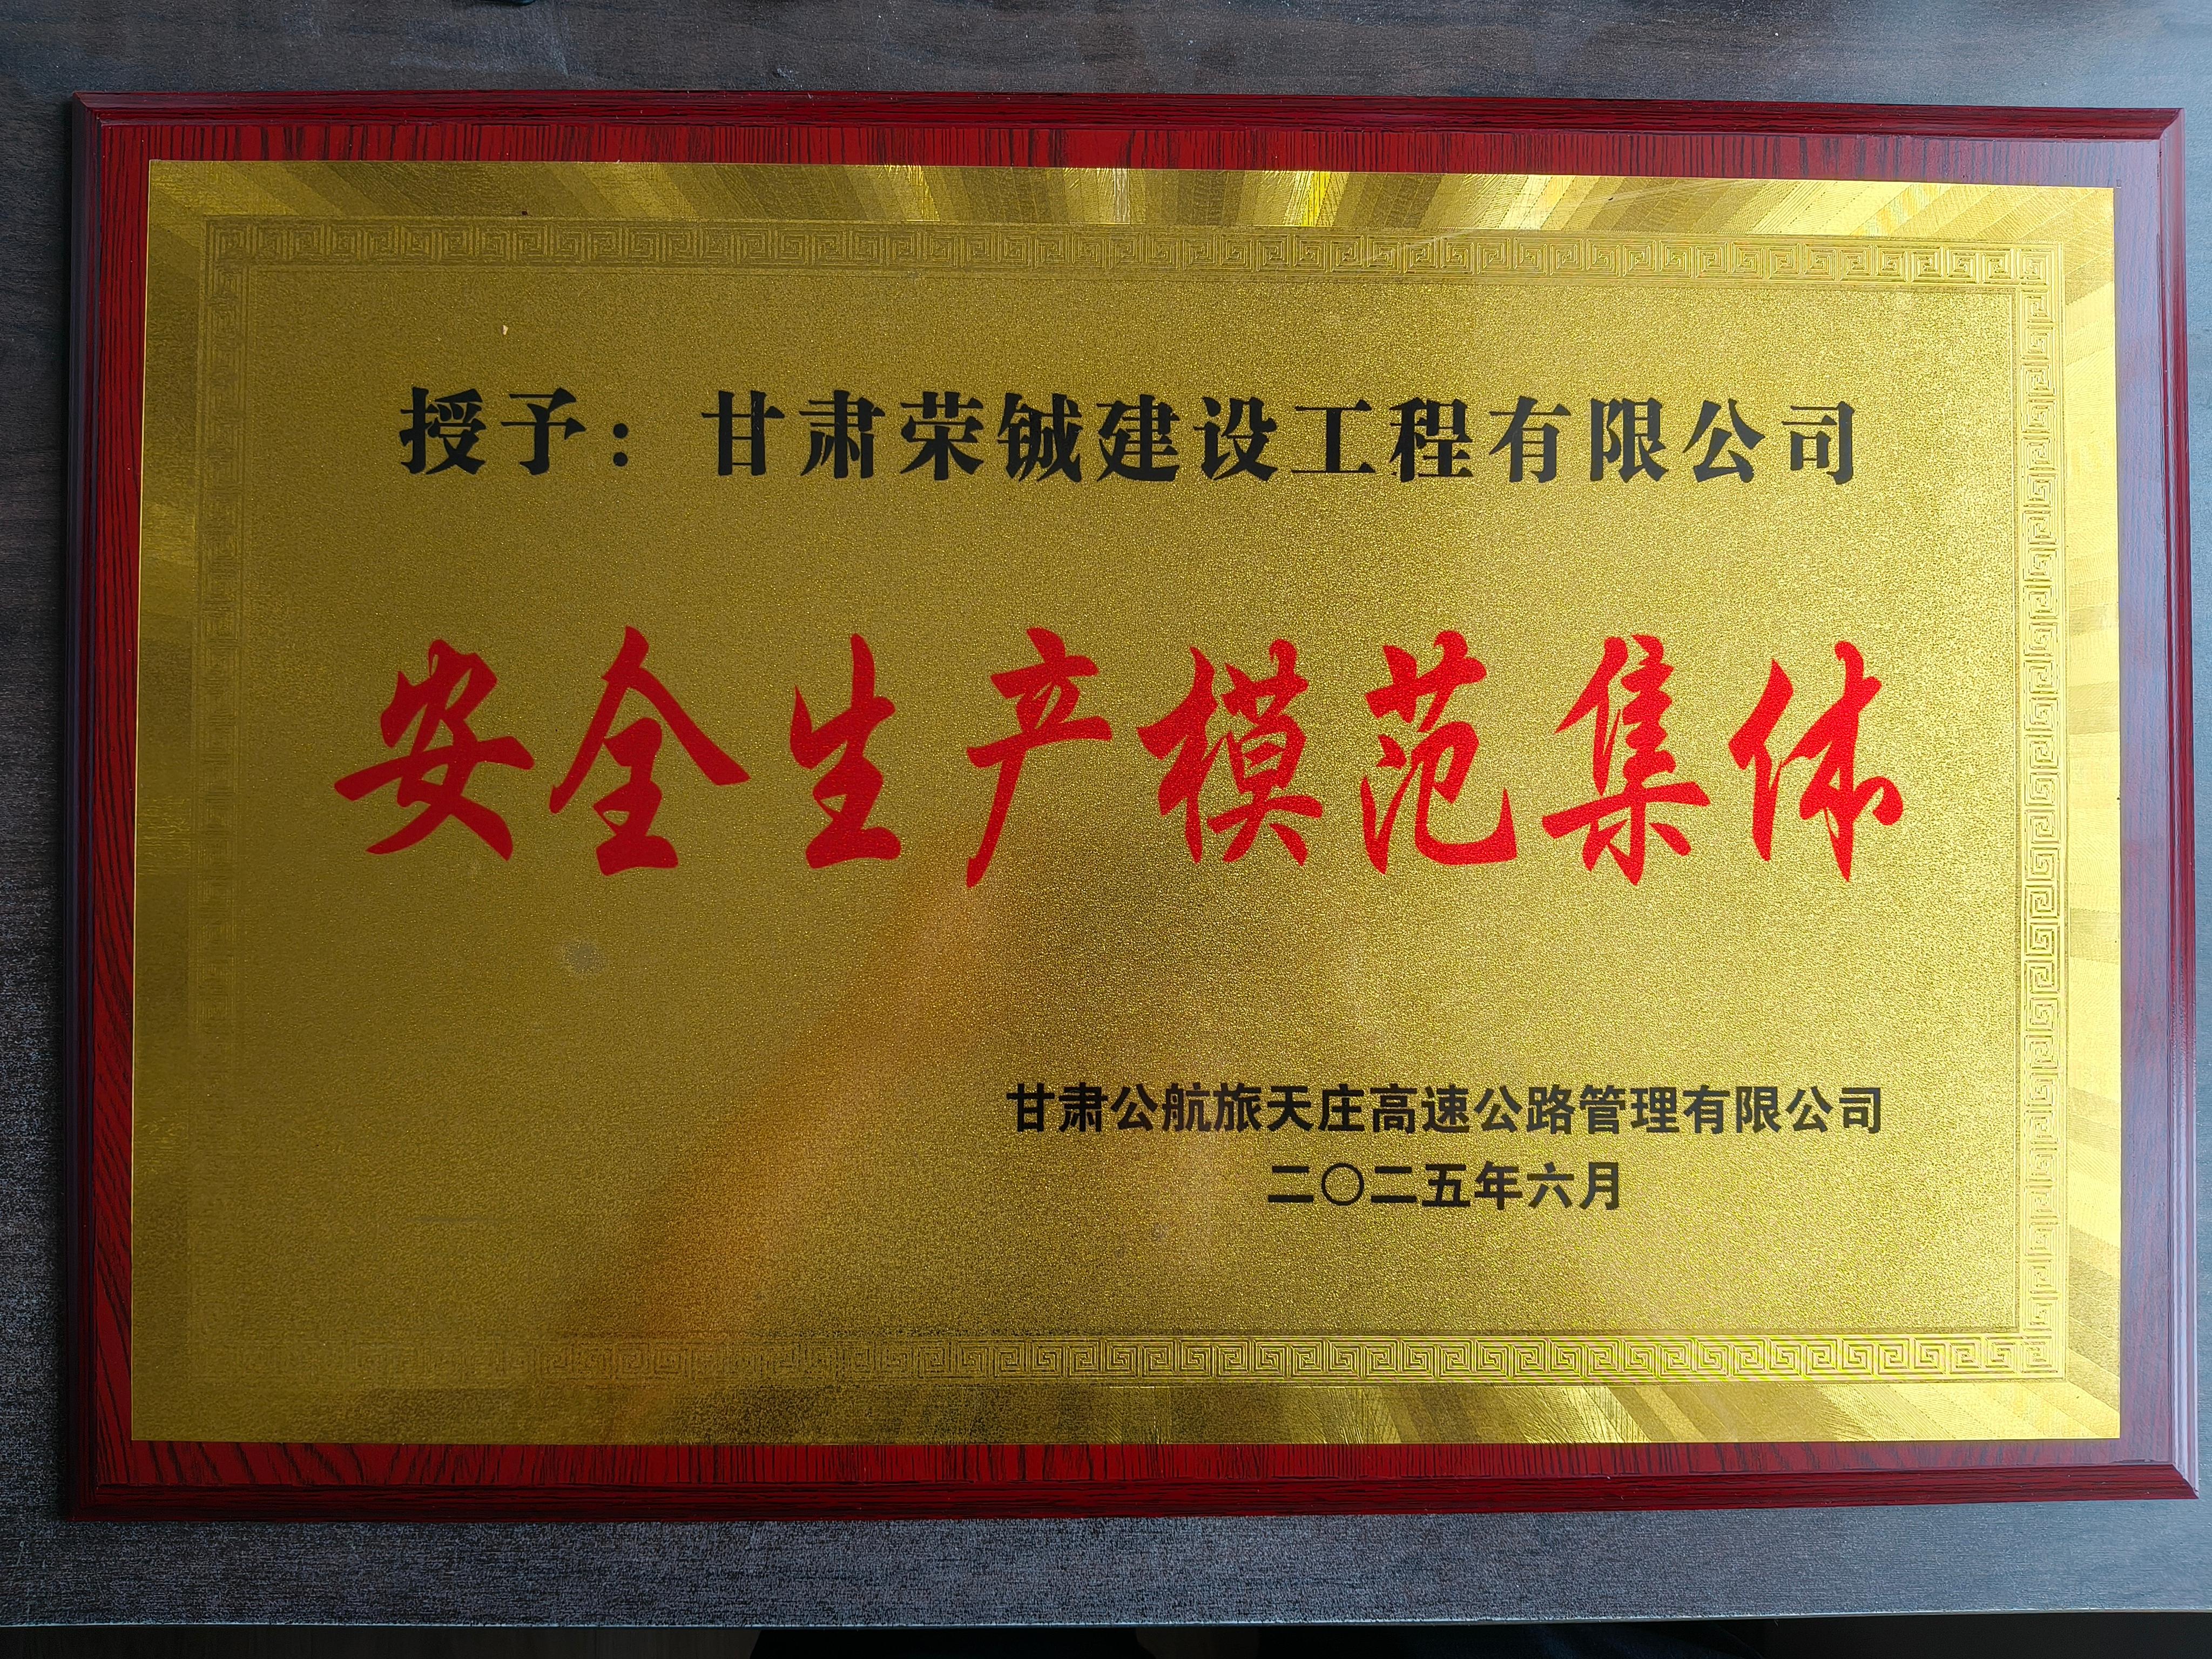 授予：甘肃荣铖建设工程有限公司
安全生产模范集体
甘肃公航旅天庄高速公路管理有限公司
二〇二五年六月